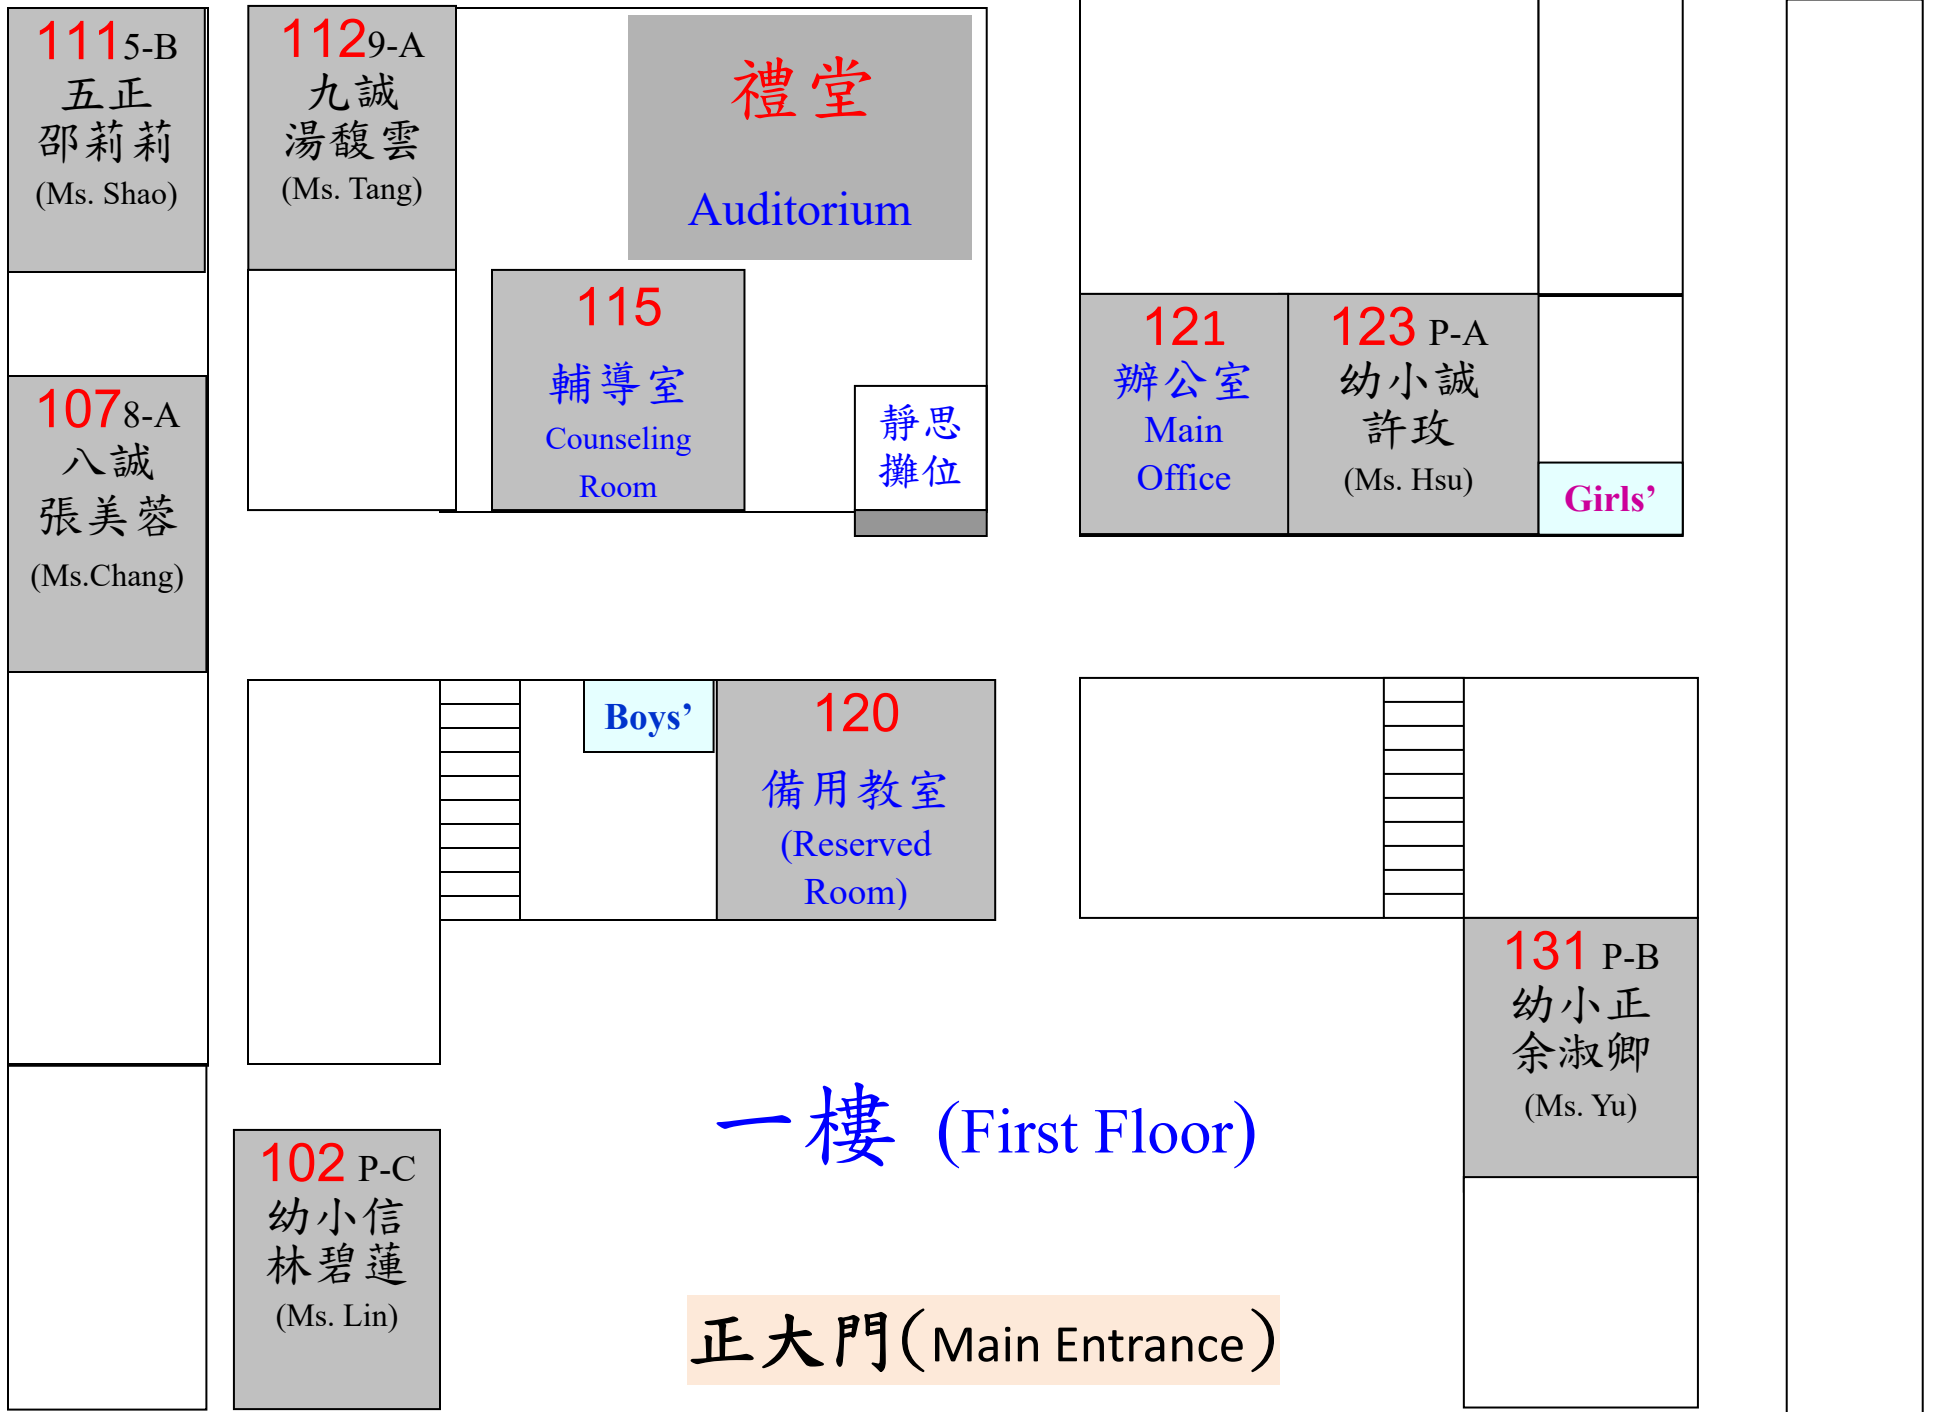 1115-B
五正
邵莉莉
(Ms. Shao)
1129-A
九誠
湯馥雲
(Ms. Tang)
禮堂
Auditorium
115
輔導室
Counseling
Room
靜思
攤位
121
辦公室
Main
Office
123 P-A
幼小誠
許玫
(Ms. Hsu)
Girls’
1078-A
八誠
張美蓉
(Ms.Chang)
Boys’
120
備用教室
(Reserved
Room)
131 P-B
幼小正
余淑卿
(Ms. Yu)
一樓 (First Floor)
102 P-C
幼小信
林碧蓮
(Ms. Lin)
正大門(Main Entrance)